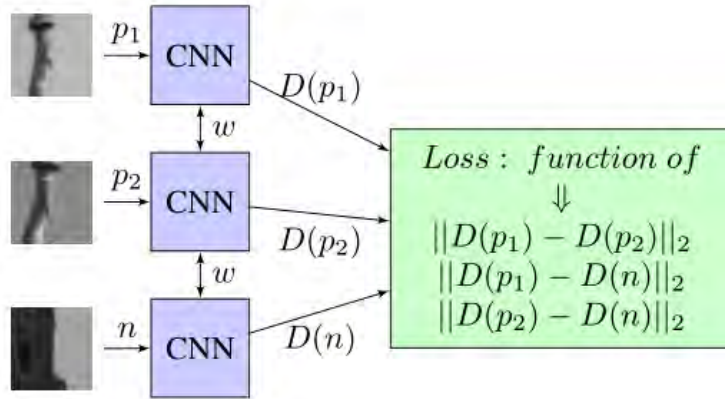 p₁
CNN
D(p₁)
w
p₂
CNN
D(p₂)
w
n
CNN
D(n)
Loss : function of
⇓
||D(p₁) − D(p₂)||₂
||D(p₁) − D(n)||₂
||D(p₂) − D(n)||₂